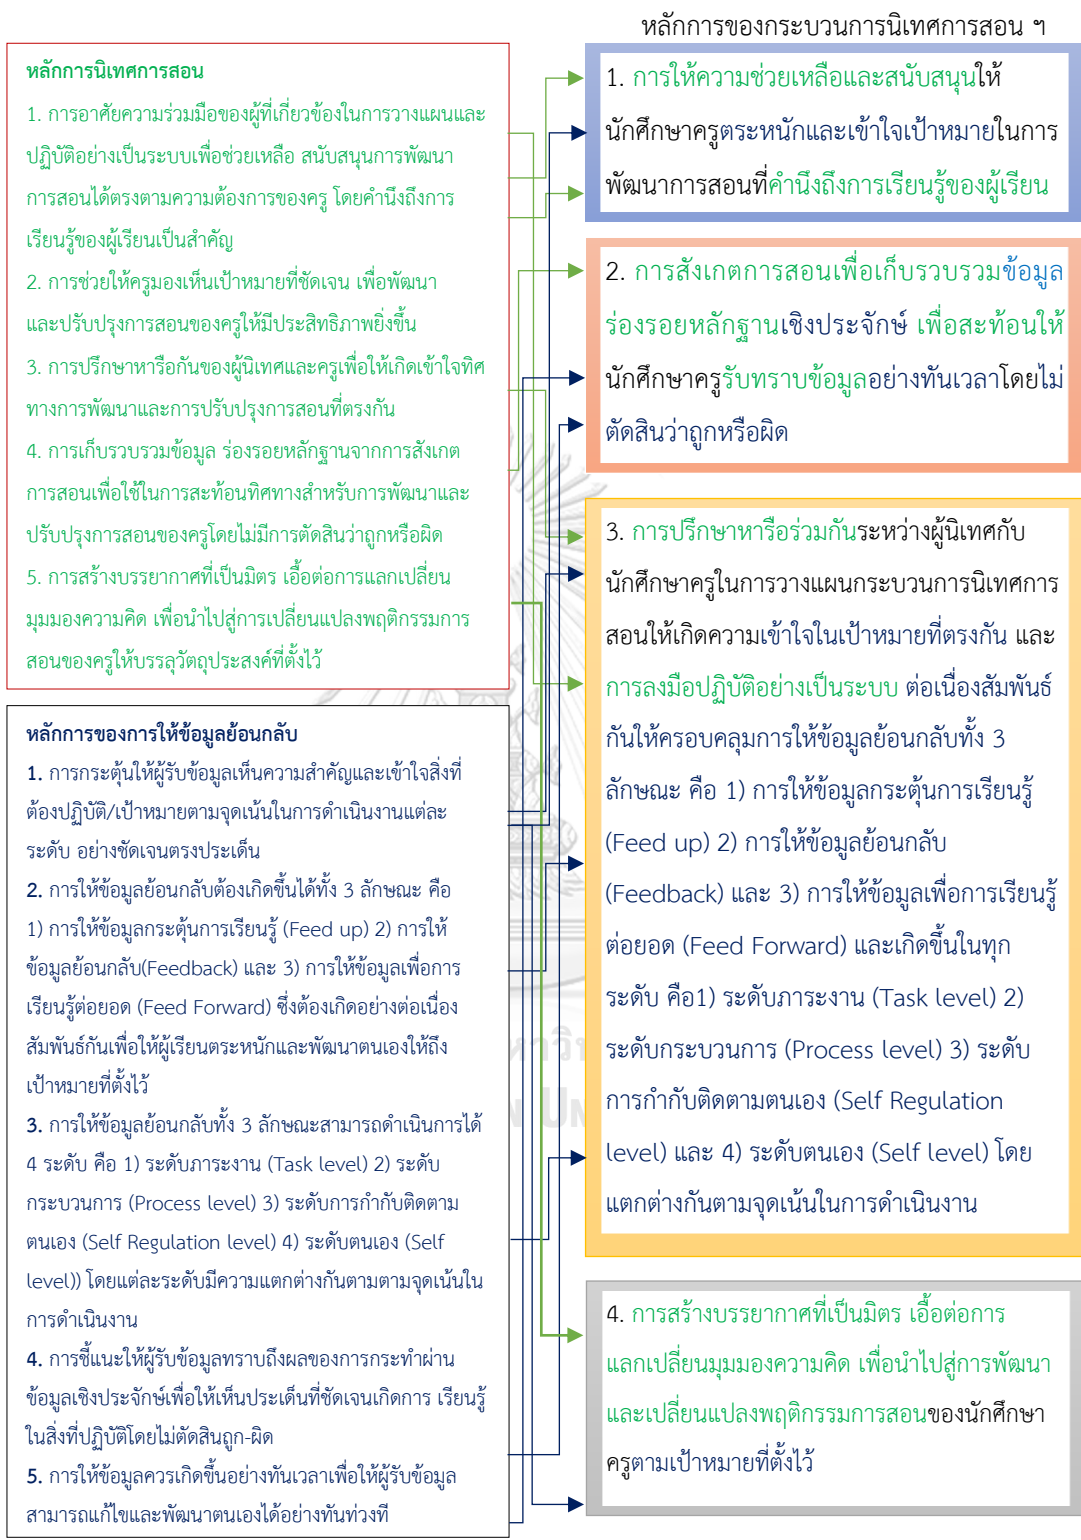 หลักการของกระบวนการนิเทศการสอน ฯ
หลักการนิเทศการสอน
1. การอาศัยความร่วมมือของผู้ที่เกี่ยวข้องในการวางแผนและ
ปฏิบัติอย่างเป็นระบบเพื่อช่วยเหลือ สนับสนุนการพัฒนา
การสอนได้ตรงตามความต้องการของครู โดยคำนึงถึงการ
เรียนรู้ของผู้เรียนเป็นสำคัญ
2. การช่วยให้ครูมองเห็นเป้าหมายที่ชัดเจน เพื่อพัฒนา
และปรับปรุงการสอนของครูให้มีประสิทธิภาพยิ่งขึ้น
3. การปรึกษาหารือกันของผู้นิเทศและครูเพื่อให้เกิดเข้าใจทิศ
ทางการพัฒนาและการปรับปรุงการสอนที่ตรงกัน
4. การเก็บรวบรวมข้อมูล ร่องรอยหลักฐานจากการสังเกต
การสอนเพื่อใช้ในการสะท้อนทิศทางสำหรับการพัฒนาและ
ปรับปรุงการสอนของครูโดยไม่มีการตัดสินว่าถูกหรือผิด
5. การสร้างบรรยากาศที่เป็นมิตร เอื้อต่อการแลกเปลี่ยน
มุมมองความคิด เพื่อนำไปสู่การเปลี่ยนแปลงพฤติกรรมการ
สอนของครูให้บรรลุวัตถุประสงค์ที่ตั้งไว้
หลักการของการให้ข้อมูลย้อนกลับ
1. การกระตุ้นให้ผู้รับข้อมูลเห็นความสำคัญและเข้าใจสิ่งที่
ต้องปฏิบัติ/เป้าหมายตามจุดเน้นในการดำเนินงานแต่ละ
ระดับ อย่างชัดเจนตรงประเด็น
2. การให้ข้อมูลย้อนกลับต้องเกิดขึ้นได้ทั้ง 3 ลักษณะ คือ
1) การให้ข้อมูลกระตุ้นการเรียนรู้ (Feed up) 2) การให้
ข้อมูลย้อนกลับ(Feedback) และ 3) การให้ข้อมูลเพื่อการ
เรียนรู้ต่อยอด (Feed Forward) ซึ่งต้องเกิดอย่างต่อเนื่อง
สัมพันธ์กันเพื่อให้ผู้เรียนตระหนักและพัฒนาตนเองให้ถึง
เป้าหมายที่ตั้งไว้
3. การให้ข้อมูลย้อนกลับทั้ง 3 ลักษณะสามารถดำเนินการได้
4 ระดับ คือ 1) ระดับภาระงาน (Task level) 2) ระดับ
กระบวนการ (Process level) 3) ระดับการกำกับติดตาม
ตนเอง (Self Regulation level) 4) ระดับตนเอง (Self
level)) โดยแต่ละระดับมีความแตกต่างกันตามตามจุดเน้นใน
การดำเนินงาน
4. การชี้แนะให้ผู้รับข้อมูลทราบถึงผลของการกระทำผ่าน
ข้อมูลเชิงประจักษ์เพื่อให้เห็นประเด็นที่ชัดเจนเกิดการ เรียนรู้
ในสิ่งที่ปฏิบัติโดยไม่ตัดสินถูก-ผิด
5. การให้ข้อมูลควรเกิดขึ้นอย่างทันเวลาเพื่อให้ผู้รับข้อมูล
สามารถแก้ไขและพัฒนาตนเองได้อย่างทันท่วงที
1. การให้ความช่วยเหลือและสนับสนุนให้
นักศึกษาครูตระหนักและเข้าใจเป้าหมายในการ
พัฒนาการสอนที่คำนึงถึงการเรียนรู้ของผู้เรียน
2. การสังเกตการสอนเพื่อเก็บรวบรวมข้อมูล
ร่องรอยหลักฐานเชิงประจักษ์ เพื่อสะท้อนให้
นักศึกษาครูรับทราบข้อมูลอย่างทันเวลาโดยไม่
ตัดสินว่าถูกหรือผิด
3. การปรึกษาหารือร่วมกันระหว่างผู้นิเทศกับ
นักศึกษาครูในการวางแผนกระบวนการนิเทศการ
สอนให้เกิดความเข้าใจในเป้าหมายที่ตรงกัน และ
การลงมือปฏิบัติอย่างเป็นระบบ ต่อเนื่องสัมพันธ์
กันให้ครอบคลุมการให้ข้อมูลย้อนกลับทั้ง 3
ลักษณะ คือ 1) การให้ข้อมูลกระตุ้นการเรียนรู้
(Feed up) 2) การให้ข้อมูลย้อนกลับ
(Feedback) และ 3) การให้ข้อมูลเพื่อการเรียนรู้
ต่อยอด (Feed Forward) และเกิดขึ้นในทุก
ระดับ คือ1) ระดับภาระงาน (Task level) 2)
ระดับกระบวนการ (Process level) 3) ระดับ
การกำกับติดตามตนเอง (Self Regulation
level) และ 4) ระดับตนเอง (Self level) โดย
แตกต่างกันตามจุดเน้นในการดำเนินงาน
4. การสร้างบรรยากาศที่เป็นมิตร เอื้อต่อการ
แลกเปลี่ยนมุมมองความคิด เพื่อนำไปสู่การพัฒนา
และเปลี่ยนแปลงพฤติกรรมการสอนของนักศึกษา
ครูตามเป้าหมายที่ตั้งไว้